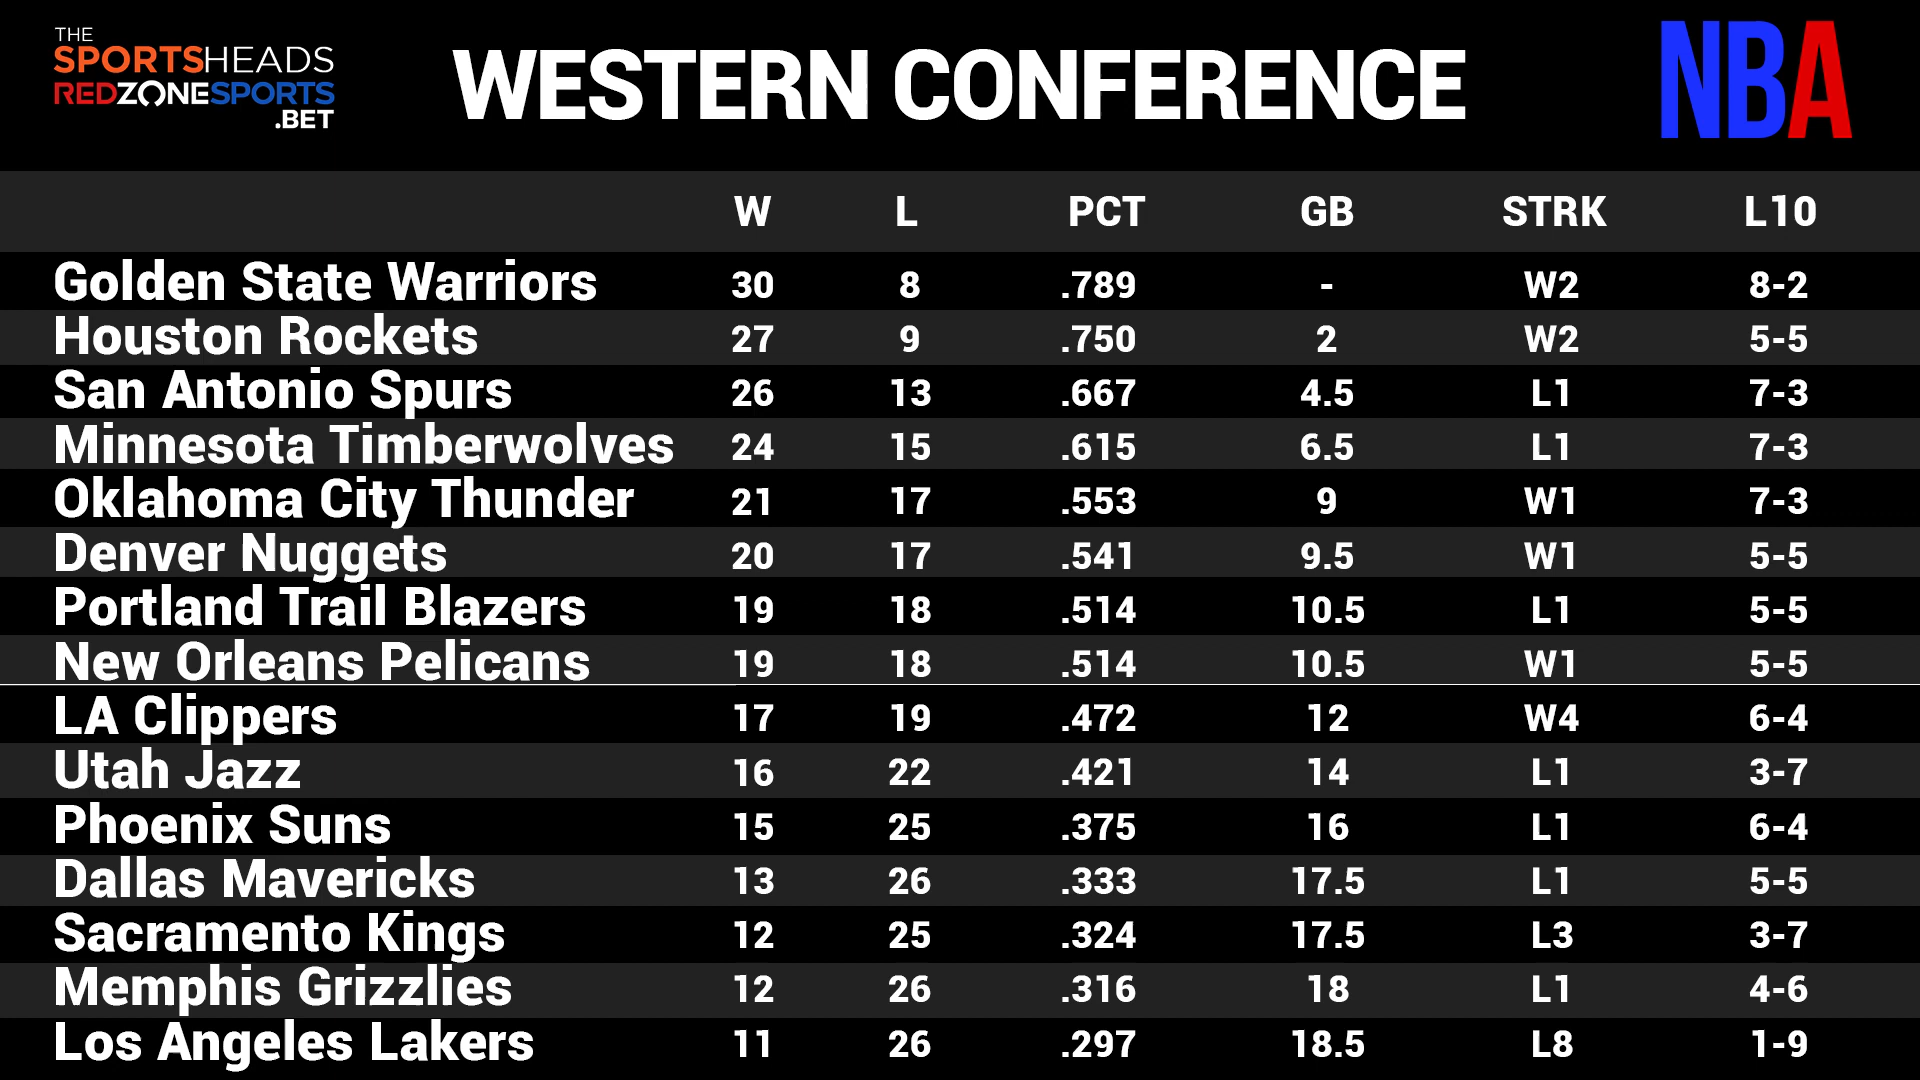 THE
SPORTSHEADS
REDZONESPORTS
.BET
WESTERN CONFERENCE
NBA
W L PCT GB STRK L10
Golden State Warriors 30 8 .789 - W2 8-2
Houston Rockets 27 9 .750 2 W2 5-5
San Antonio Spurs 26 13 .667 4.5 L1 7-3
Minnesota Timberwolves 24 15 .615 6.5 L1 7-3
Oklahoma City Thunder 21 17 .553 9 W1 7-3
Denver Nuggets 20 17 .541 9.5 W1 5-5
Portland Trail Blazers 19 18 .514 10.5 L1 5-5
New Orleans Pelicans 19 18 .514 10.5 W1 5-5
LA Clippers 17 19 .472 12 W4 6-4
Utah Jazz 16 22 .421 14 L1 3-7
Phoenix Suns 15 25 .375 16 L1 6-4
Dallas Mavericks 13 26 .333 17.5 L1 5-5
Sacramento Kings 12 25 .324 17.5 L3 3-7
Memphis Grizzlies 12 26 .316 18 L1 4-6
Los Angeles Lakers 11 26 .297 18.5 L8 1-9